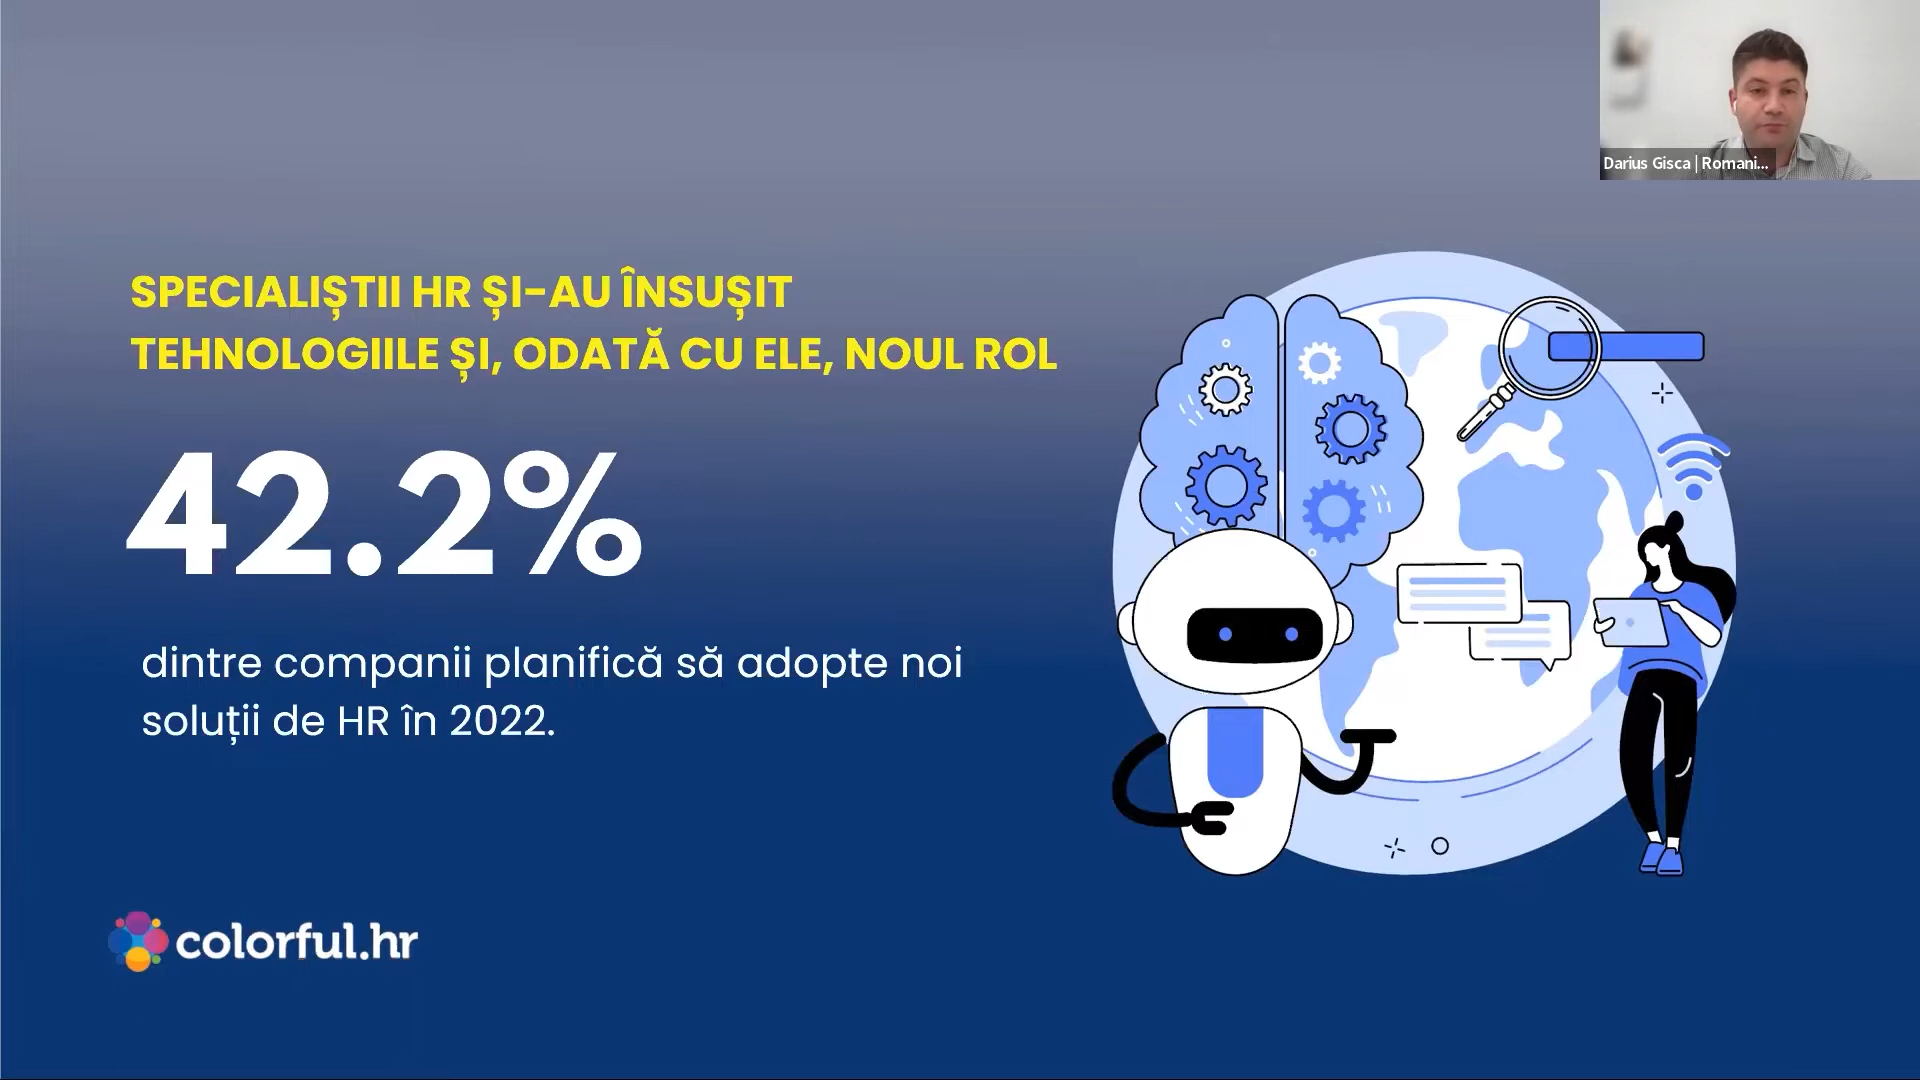 Darius Gisca | Romani...
SPECIALIȘTII HR ȘI-AU ÎNSUȘIT
TEHNOLOGIILE ȘI, ODATĂ CU ELE, NOUL ROL
42.2%
dintre companii planifică să adopte noi
soluții de HR în 2022.
colorful.hr